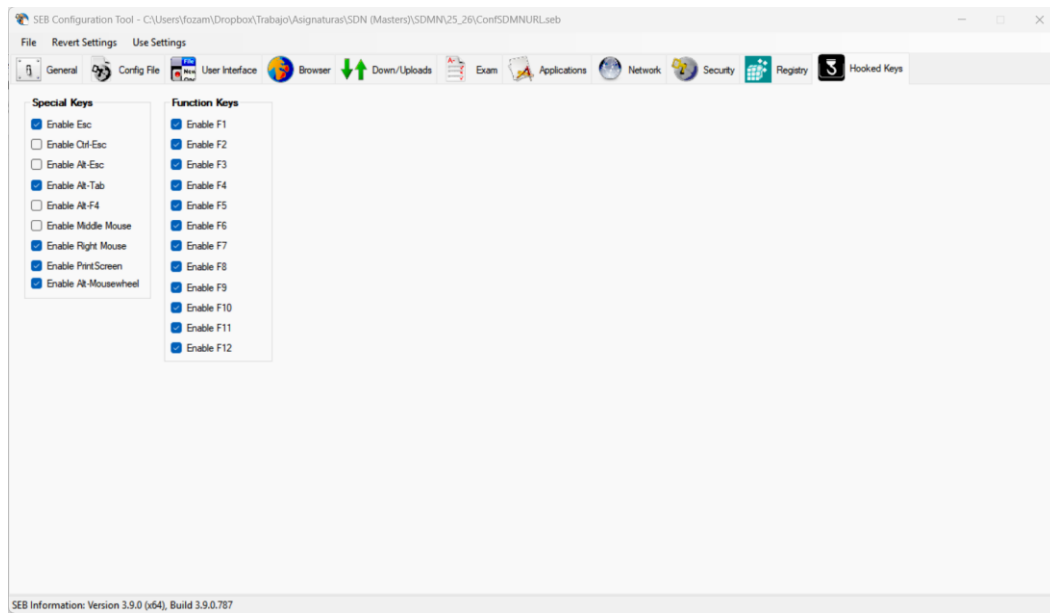 SEB Configuration Tool - C:\Users\fozam\Dropbox\Trabajo\Asignaturas\SDN (Masters)\SDMN\25_26\ConfSDMNURL.seb
File Revert Settings Use Settings
General Config File User Interface Browser Down/Uploads Exam Applications Network Security Registry Hooked Keys
Special Keys
Enable Esc
Enable Ctrl-Esc
Enable Alt-Esc
Enable Alt-Tab
Enable Alt-F4
Enable Middle Mouse
Enable Right Mouse
Enable PrintScreen
Enable Alt-Mousewheel
Function Keys
Enable F1
Enable F2
Enable F3
Enable F4
Enable F5
Enable F6
Enable F7
Enable F8
Enable F9
Enable F10
Enable F11
Enable F12
SEB Information: Version 3.9.0 (x64), Build 3.9.0.787